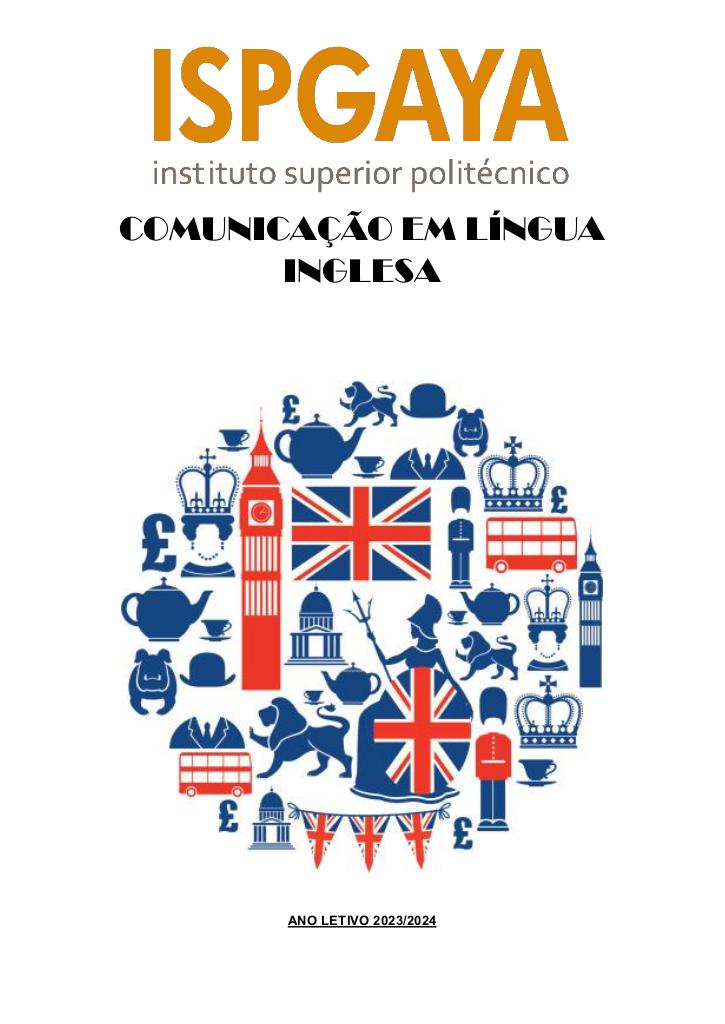 ISPGAYA
instituto superior politécnico
COMUNICAÇÃO EM LÍNGUA
INGLESA
£
£
£
£
£
ANO LETIVO 2023/2024